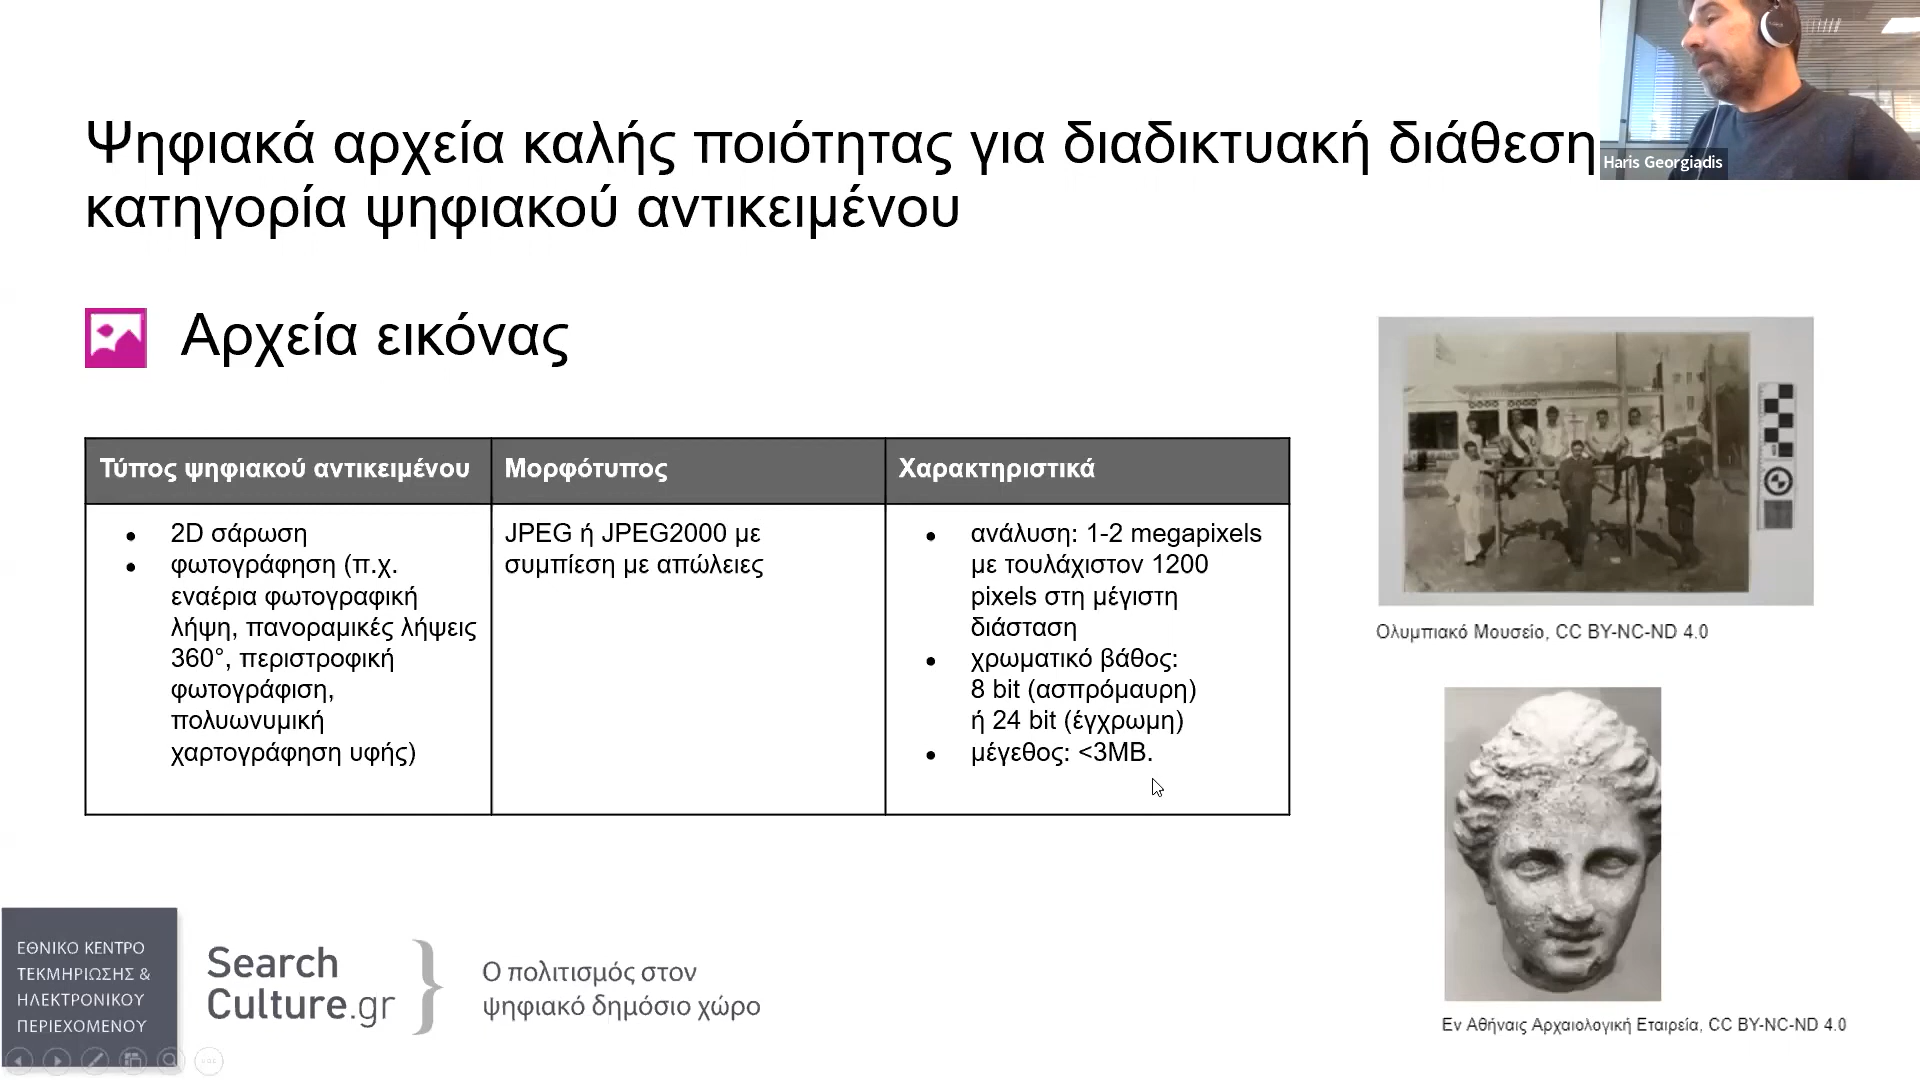 Ψηφιακά αρχεία καλής ποιότητας για διαδικτυακή διάθεση
κατηγορία ψηφιακού αντικειμένου
Haris Georgiadis
Αρχεία εικόνας
Τύπος ψηφιακού αντικειμένου
Μορφότυπος
Χαρακτηριστικά
• 2D σάρωση
• φωτογράφηση (π.χ.
εναέρια φωτογραφική
λήψη, πανοραμικές λήψεις
360°, περιστροφική
φωτογράφιση,
πολυωνυμική
χαρτογράφηση υφής)
JPEG ή JPEG2000 με
συμπίεση με απώλειες
• ανάλυση: 1-2 megapixels
με τουλάχιστον 1200
pixels στη μέγιστη
διάσταση
• χρωματικό βάθος:
8 bit (ασπρόμαυρη)
ή 24 bit (έγχρωμη)
• μέγεθος: <3MB.
Ολυμπιακό Μουσείο, CC BY-NC-ND 4.0
Εν Αθήναις Αρχαιολογική Εταιρεία, CC BY-NC-ND 4.0
ΕΘΝΙΚΟ ΚΕΝΤΡΟ
ΤΕΚΜΗΡΙΩΣΗΣ &
ΗΛΕΚΤΡΟΝΙΚΟΥ
ΠΕΡΙΕΧΟΜΕΝΟΥ
Search
Culture.gr
Ο πολιτισμός στον
ψηφιακό δημόσιο χώρο